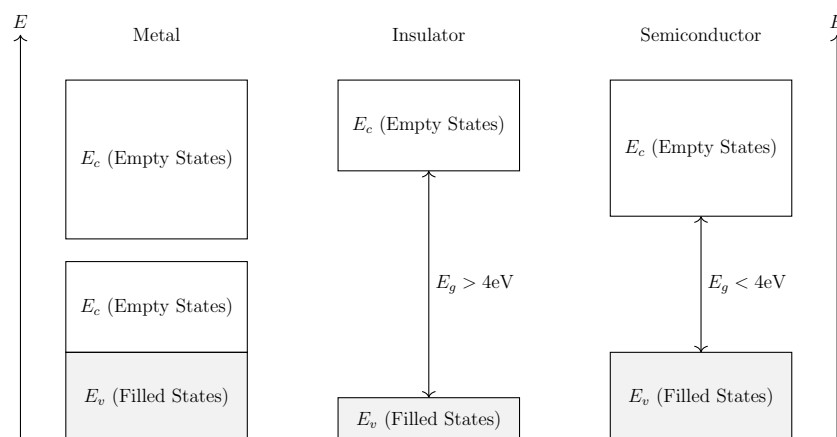 E
E
Metal
Insulator
Semiconductor
E_c (Empty States)
E_c (Empty States)
E_c (Empty States)
E_c (Empty States)
E_g > 4eV
E_g < 4eV
E_v (Filled States)
E_v (Filled States)
E_v (Filled States)